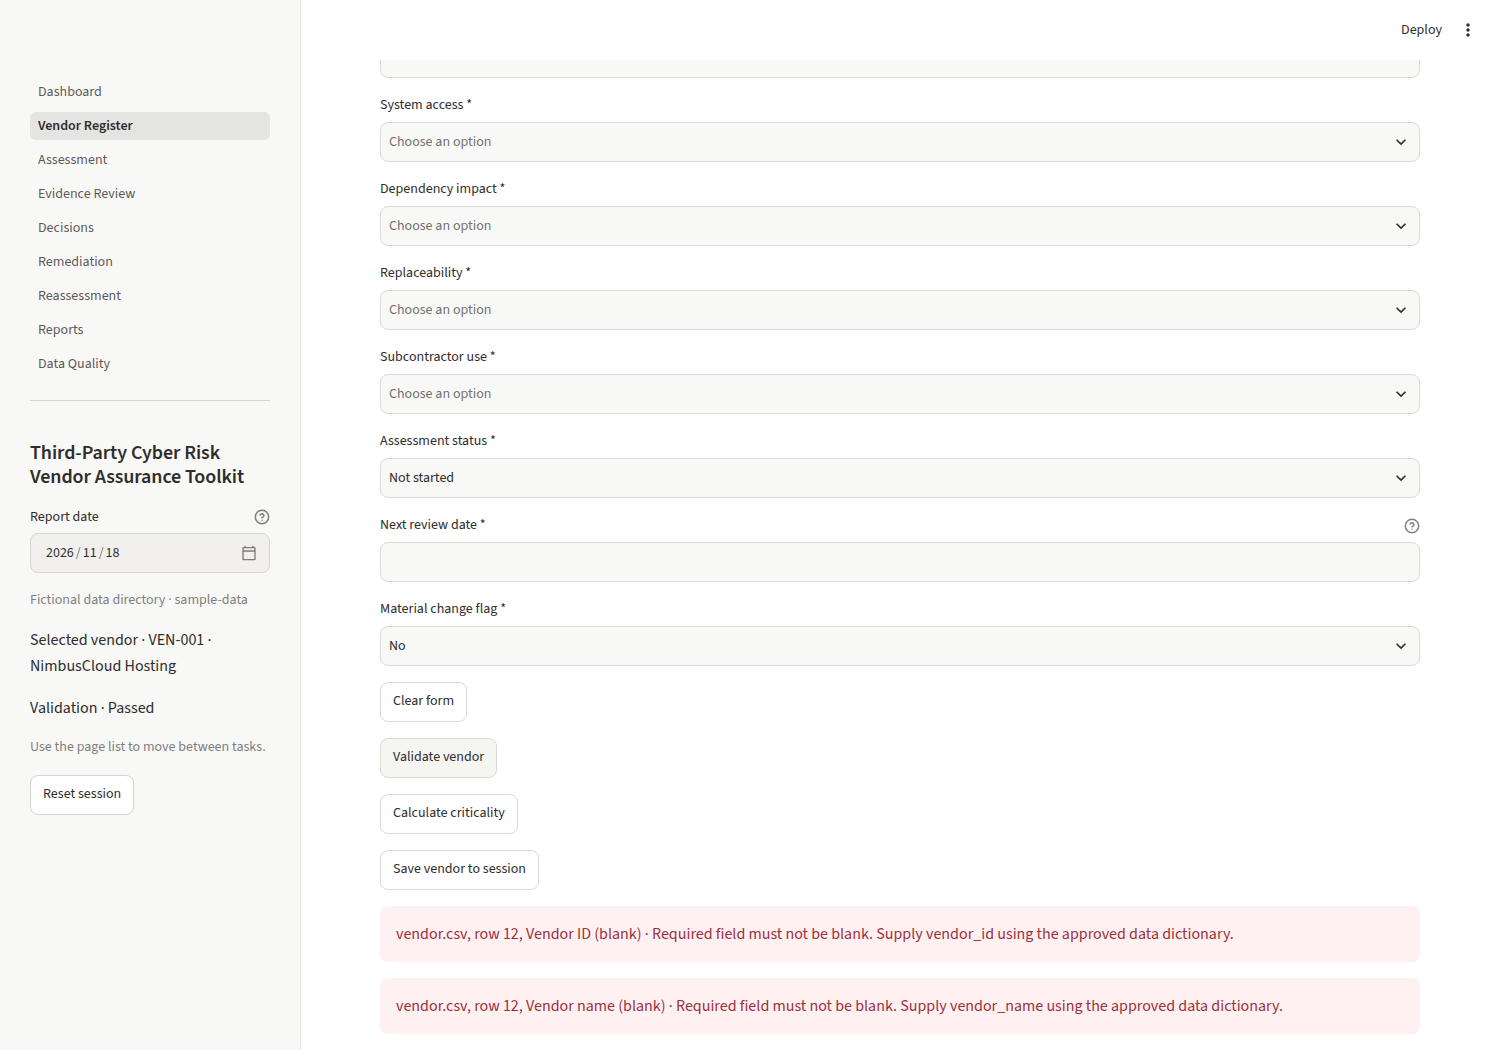 Deploy
Dashboard
Vendor Register
Assessment
Evidence Review
Decisions
Remediation
Reassessment
Reports
Data Quality
Third-Party Cyber Risk
Vendor Assurance Toolkit
Report date
2026/11/18
Fictional data directory · sample-data
Selected vendor · VEN-001 ·
NimbusCloud Hosting
Validation · Passed
Use the page list to move between tasks.
Reset session
System access *
Choose an option
Dependency impact *
Choose an option
Replaceability *
Choose an option
Subcontractor use *
Choose an option
Assessment status *
Not started
Next review date *
Material change flag *
No
Clear form
Validate vendor
Calculate criticality
Save vendor to session
vendor.csv, row 12, Vendor ID (blank) · Required field must not be blank. Supply vendor_id using the approved data dictionary.
vendor.csv, row 12, Vendor name (blank) · Required field must not be blank. Supply vendor_name using the approved data dictionary.